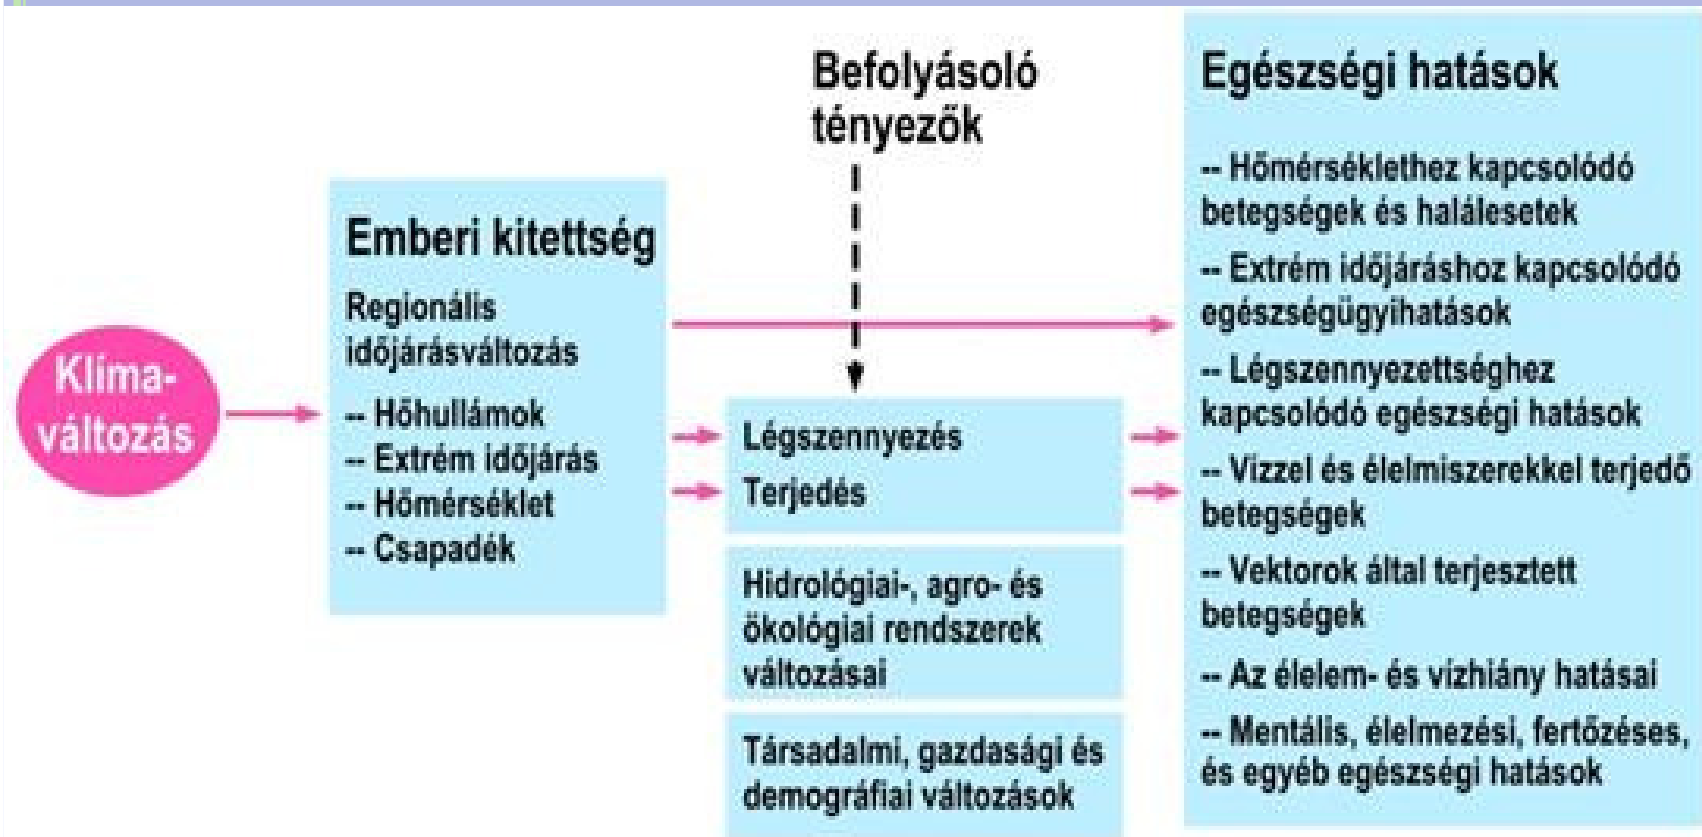 Klíma-
változás
Emberi kitettség
Regionális
időjárásváltozás
-- Hőhullámok
-- Extrém időjárás
-- Hőmérséklet
-- Csapadék
Befolyásoló
tényezők
Légszennyezés
Terjedés
Hidrológiai-, agro- és
ökológiai rendszerek
változásai
Társadalmi, gazdasági és
demográfiai változások
Egészségi hatások
-- Hőmérséklethez kapcsolódó
betegségek és halálesetek
-- Extrém időjáráshoz kapcsolódó
egészségügyihatások
-- Légszennyezettséghez
kapcsolódó egészségi hatások
-- Vízzel és élelmiszerekkel terjedő
betegségek
-- Vektorok által terjesztett
betegségek
-- Az élelem- és vízhiány hatásai
-- Mentális, élelmezési, fertőzéses,
és egyéb egészségi hatások